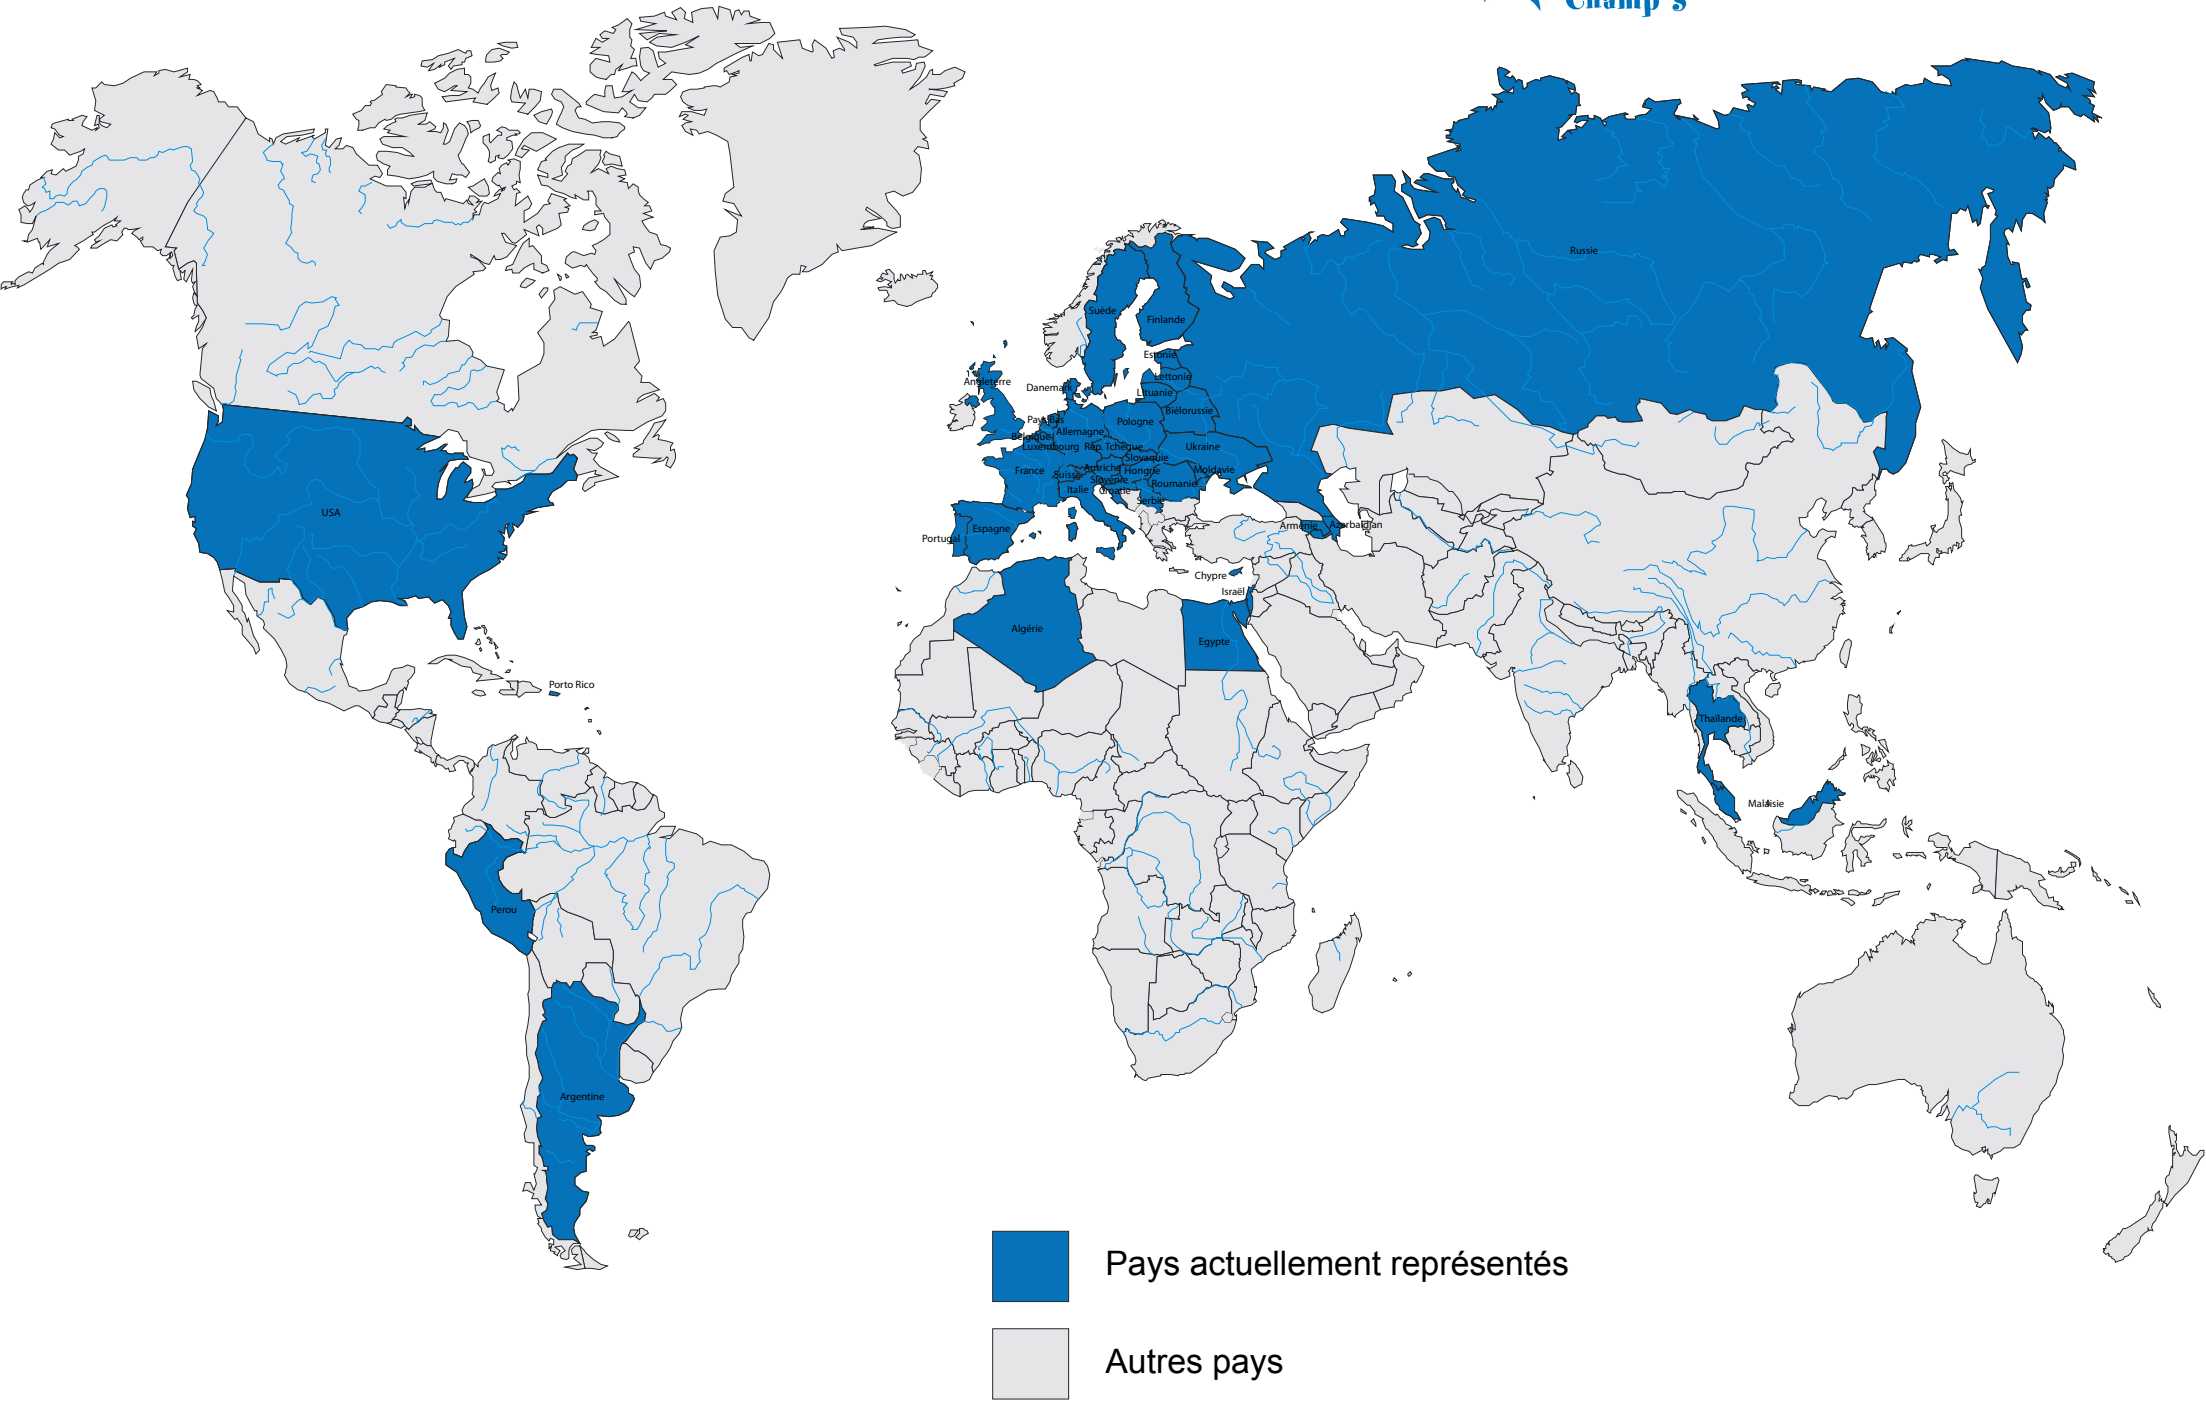 Champ's
Russie
Suède
Finlande
Estonie
Lettonie
Lituanie
Biélorussie
Angleterre
Danemark
Pays Bas
Belgique
Luxembourg
Allemagne
Pologne
Rép. Tchèque
Ukraine
Slovaquie
France
Suisse
Autriche
Hongrie
Moldavie
Slovénie
Italie
Croatie
Roumanie
Serbie
Espagne
Portugal
Arménie
Azerbaïdjan
Chypre
Israël
USA
Algérie
Egypte
Porto Rico
Thaïlande
Malaisie
Perou
Argentine
Pays actuellement représentés
Autres pays